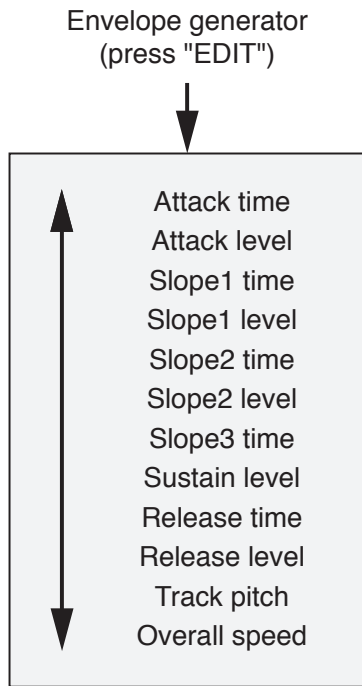 Envelope generator
(press "EDIT")
Attack time
Attack level
Slope1 time
Slope1 level
Slope2 time
Slope2 level
Slope3 time
Sustain level
Release time
Release level
Track pitch
Overall speed